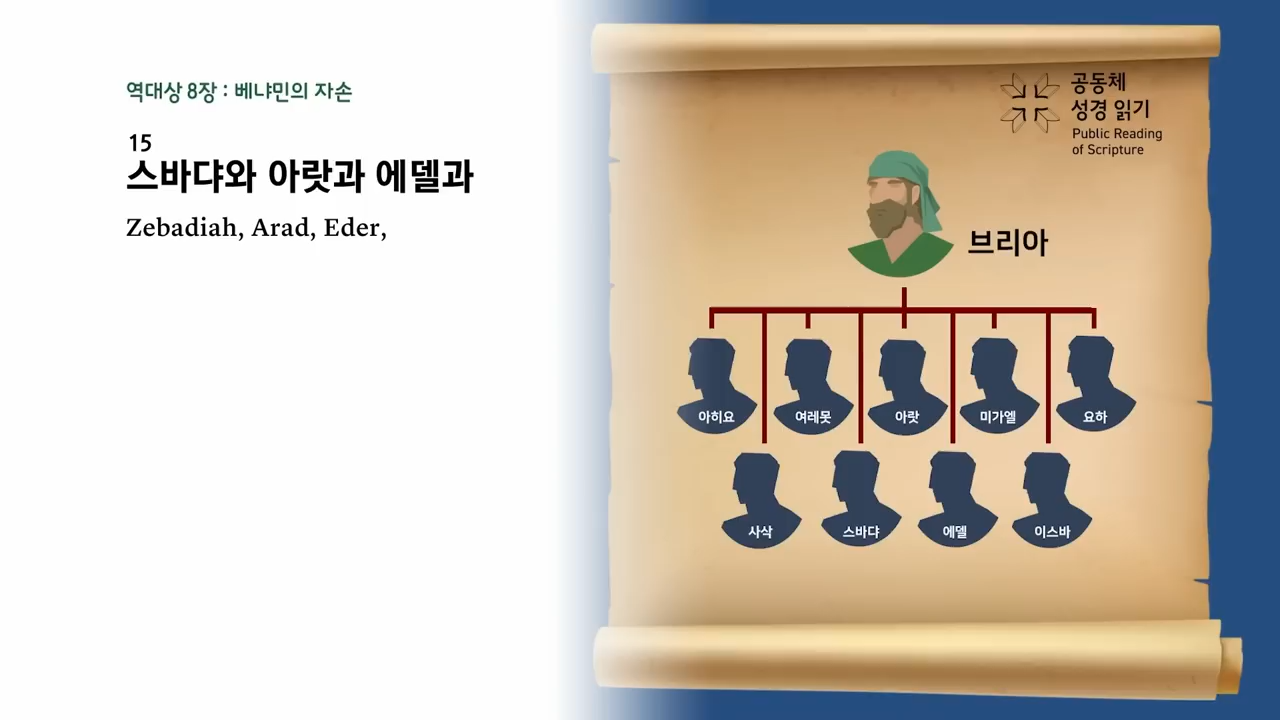 역대상 8장 : 베냐민의 자손
15
스바댜와 아랏과 에델과
Zebadiah, Arad, Eder,
공동체
성경 읽기
Public Reading
of Scripture
브리아
아히요 여레못 아랏 미가엘 요하
사삭 스바댜 에델 이스바